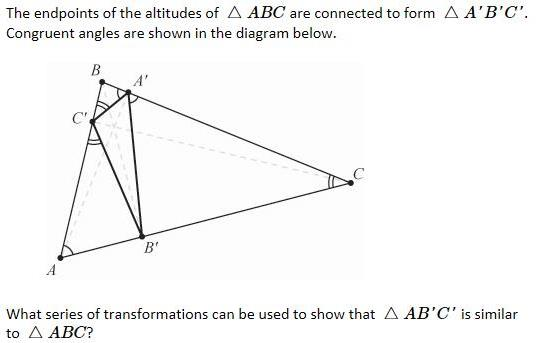 The endpoints of the altitudes of △ ABC are connected to form △ A'B'C'.
Congruent angles are shown in the diagram below.
B
A'
C'
C
B'
A
What series of transformations can be used to show that △ AB'C' is similar
to △ ABC?